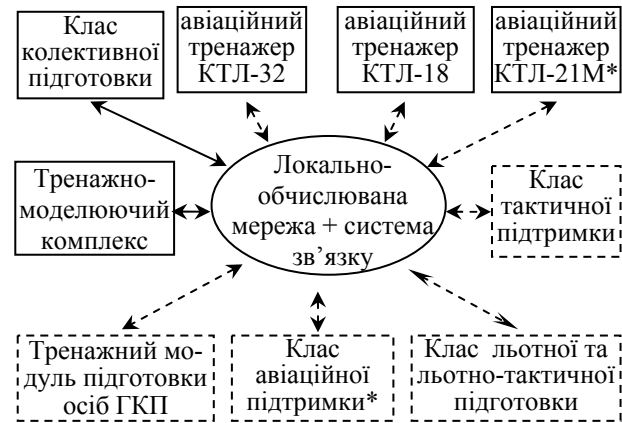 Клас
колективної
підготовки
авіаційний
тренажер
КТЛ-32
авіаційний
тренажер
КТЛ-18
авіаційний
тренажер
КТЛ-21М*
Тренажно-
моделюючий
комплекс
Локально-
обчислювана
мережа + система
зв’язку
Клас
тактичної
підтримки
Тренажний мо-
дуль підготовки
осіб ГКП
Клас
авіаційної
підтримки*
Клас льотної та
льотно-тактичної
підготовки